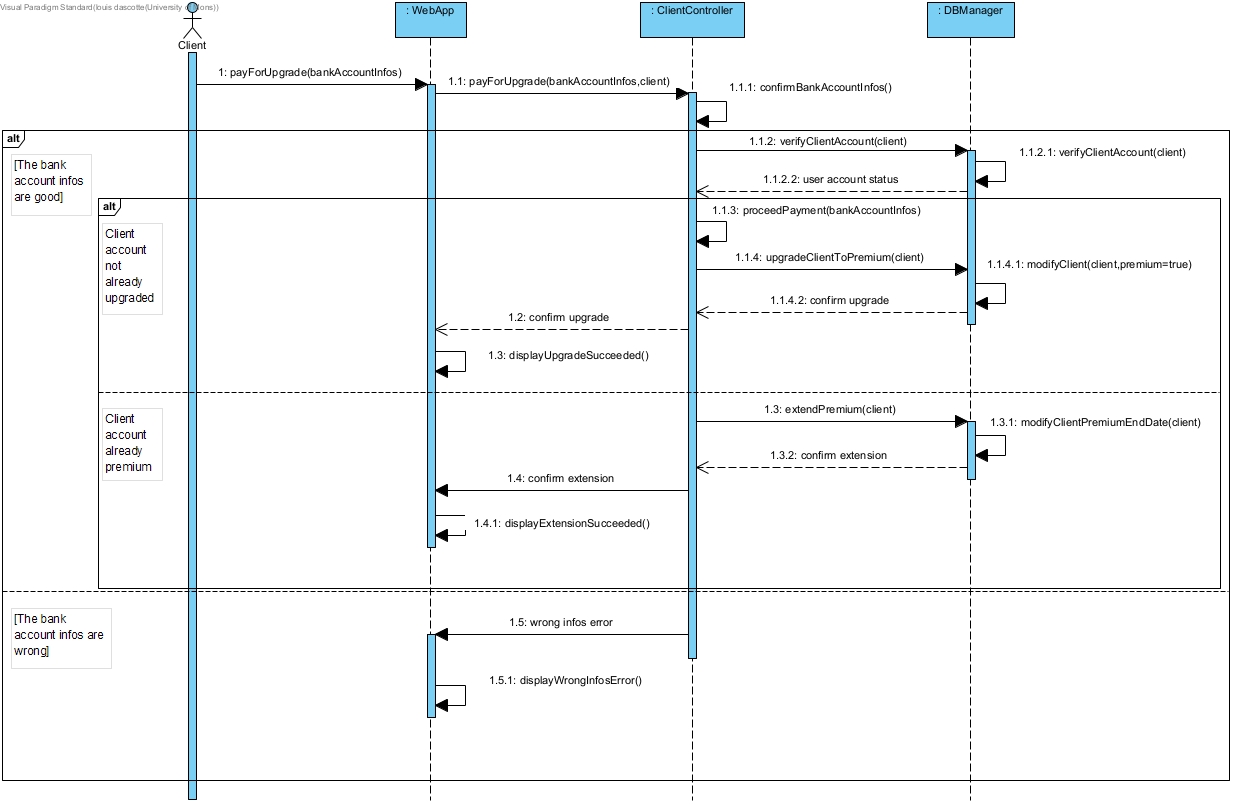 Visual Paradigm Standard(louis dascotte(University of Mons))
Client
: WebApp
: ClientController
: DBManager
1: payForUpgrade(bankAccountInfos)
1.1: payForUpgrade(bankAccountInfos,client)
1.1.1: confirmBankAccountInfos()
alt
[The bank
account infos
are good]
1.1.2: verifyClientAccount(client)
1.1.2.1: verifyClientAccount(client)
1.1.2.2: user account status
alt
Client
account
not
already
upgraded
1.1.3: proceedPayment(bankAccountInfos)
1.1.4: upgradeClientToPremium(client)
1.1.4.1: modifyClient(client,premium=true)
1.1.4.2: confirm upgrade
1.2: confirm upgrade
1.3: displayUpgradeSucceeded()
Client
account
already
premium
1.3: extendPremium(client)
1.3.1: modifyClientPremiumEndDate(client)
1.3.2: confirm extension
1.4: confirm extension
1.4.1: displayExtensionSucceeded()
[The bank
account infos are
wrong]
1.5: wrong infos error
1.5.1: displayWrongInfosError()